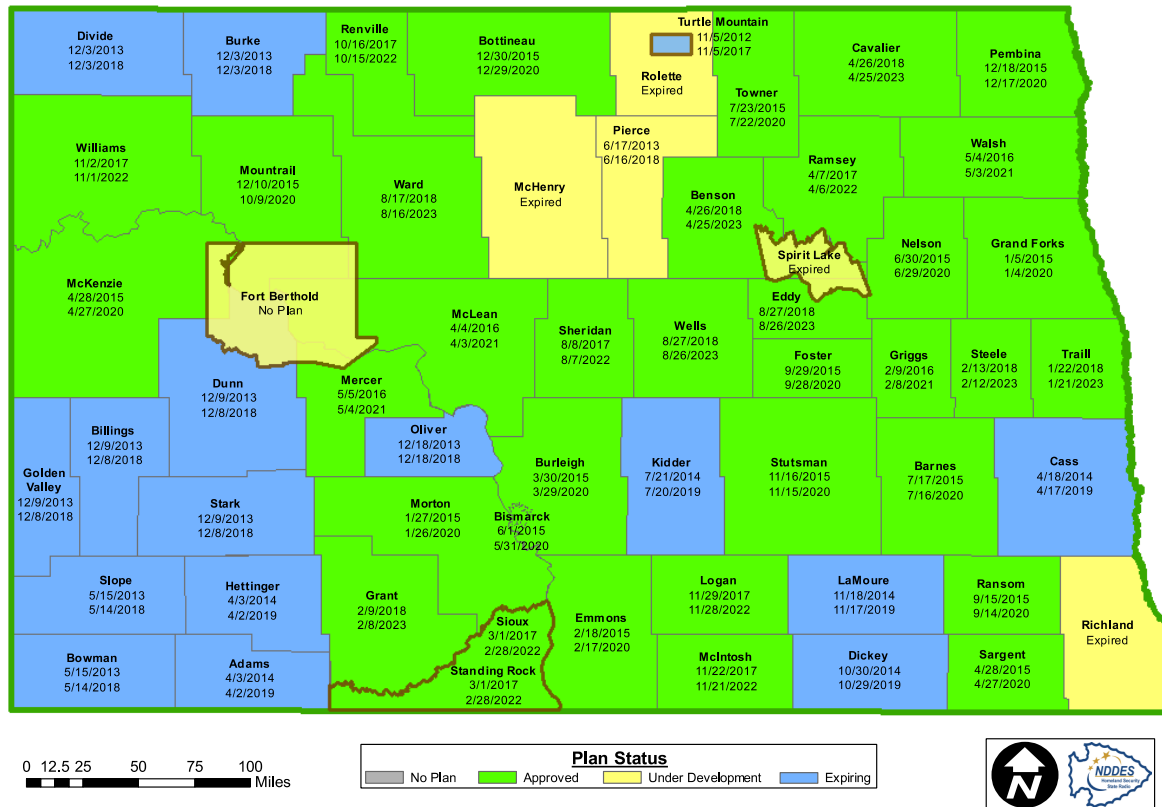 Divide
12/3/2013
12/3/2018
Burke
12/3/2013
12/3/2018
Renville
10/16/2017
10/15/2022
Bottineau
12/30/2015
12/29/2020
Turtle Mountain
11/5/2012
11/5/2017
Rolette
Expired
Cavalier
4/26/2018
4/25/2023
Pembina
12/18/2015
12/17/2020
Towner
7/23/2015
7/22/2020
Williams
11/2/2017
11/1/2022
Mountrail
12/10/2015
10/9/2020
Ward
8/17/2018
8/16/2023
McHenry
Expired
Pierce
6/17/2013
6/16/2018
Benson
4/26/2018
4/25/2023
Ramsey
4/7/2017
4/6/2022
Walsh
5/4/2016
5/3/2021
Spirit Lake
Expired
Nelson
6/30/2015
6/29/2020
Grand Forks
1/5/2015
1/4/2020
McKenzie
4/28/2015
4/27/2020
Fort Berthold
No Plan
McLean
4/4/2016
4/3/2021
Sheridan
8/8/2017
8/7/2022
Wells
8/27/2018
8/26/2023
Eddy
8/27/2018
8/26/2023
Foster
9/29/2015
9/28/2020
Griggs
2/9/2016
2/8/2021
Steele
2/13/2018
2/12/2023
Traill
1/22/2018
1/21/2023
Dunn
12/9/2013
12/8/2018
Mercer
5/5/2016
5/4/2021
Oliver
12/18/2013
12/18/2018
Billings
12/9/2013
12/8/2018
Golden
Valley
12/9/2013
12/8/2018
Stark
12/9/2013
12/8/2018
Morton
1/27/2015
1/26/2020
Burleigh
3/30/2015
3/29/2020
Bismarck
6/1/2015
5/31/2020
Kidder
7/21/2014
7/20/2019
Stutsman
11/16/2015
11/15/2020
Barnes
7/17/2015
7/16/2020
Cass
4/18/2014
4/17/2019
Slope
5/15/2013
5/14/2018
Hettinger
4/3/2014
4/2/2019
Grant
2/9/2018
2/8/2023
Sioux
3/1/2017
2/28/2022
Emmons
2/18/2015
2/17/2020
Logan
11/29/2017
11/28/2022
LaMoure
11/18/2014
11/17/2019
Ransom
9/15/2015
9/14/2020
Richland
Expired
Bowman
5/15/2013
5/14/2018
Adams
4/3/2014
4/2/2019
Standing Rock
3/1/2017
2/28/2022
McIntosh
11/22/2017
11/21/2022
Dickey
10/30/2014
10/29/2019
Sargent
4/28/2015
4/27/2020
0 12.5 25 50 75 100
Miles
Plan Status
No Plan Approved Under Development Expiring
N
NDDES
Homeland Security
State Radio